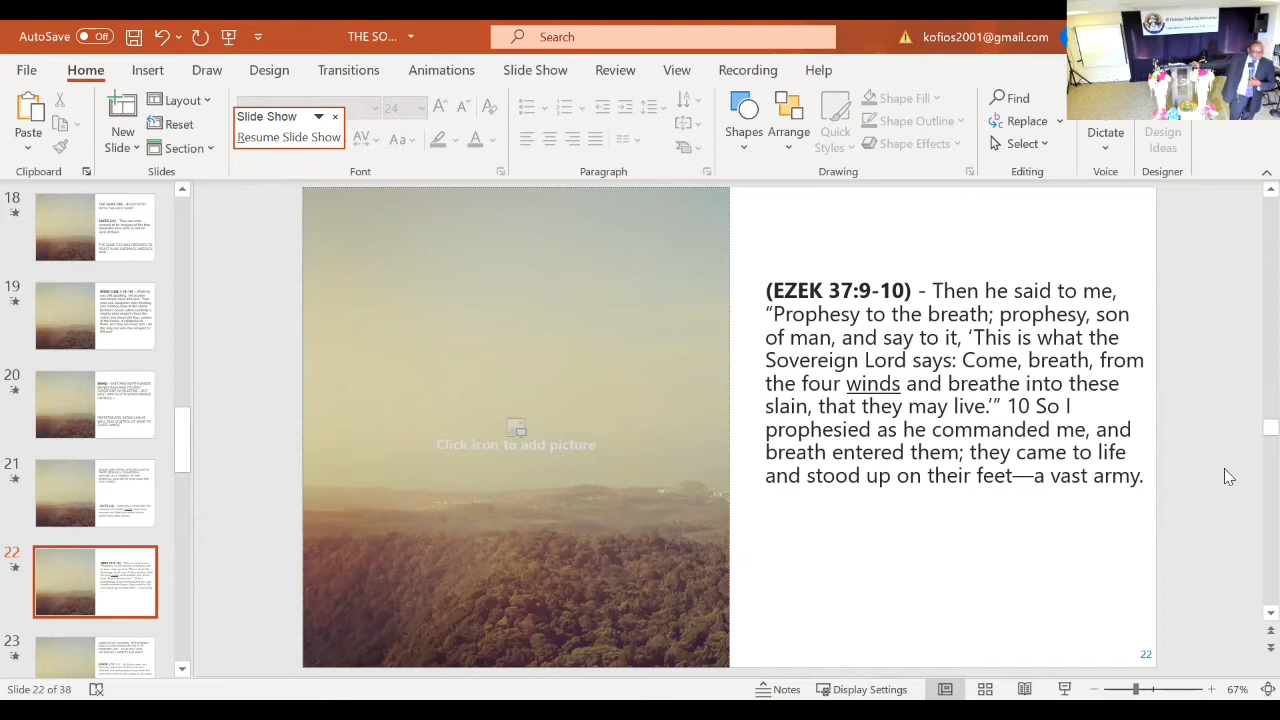 AutoSave Off THE SO... Search kofios2001@gmail.com
File Home Insert Draw Design Transitions Animations Slide Show Review View Recording Help
Paste
Clipboard
New Slide
Layout
Reset
Section
Slides
Slide Show
Resume Slide Show
24
Aa
Font
Paragraph
Shapes
Arrange
Quick Styles
Shape Fill
Shape Outline
Shape Effects
Drawing
Find
Replace
Select
Editing
Dictate
Voice
Design Ideas
Designer
18
19
20
21
22
23
Click icon to add picture
(EZEK 37:9-10) - Then he said to me,
"Prophesy to the breath; prophesy, son
of man, and say to it, ‘This is what the
Sovereign Lord says: Come, breath, from
the four winds and breathe into these
slain, that they may live.’” 10 So I
prophesied as he commanded me, and
breath entered them; they came to life
and stood up on their feet—a vast army.
22
Slide 22 of 38 Notes Display Settings 67%